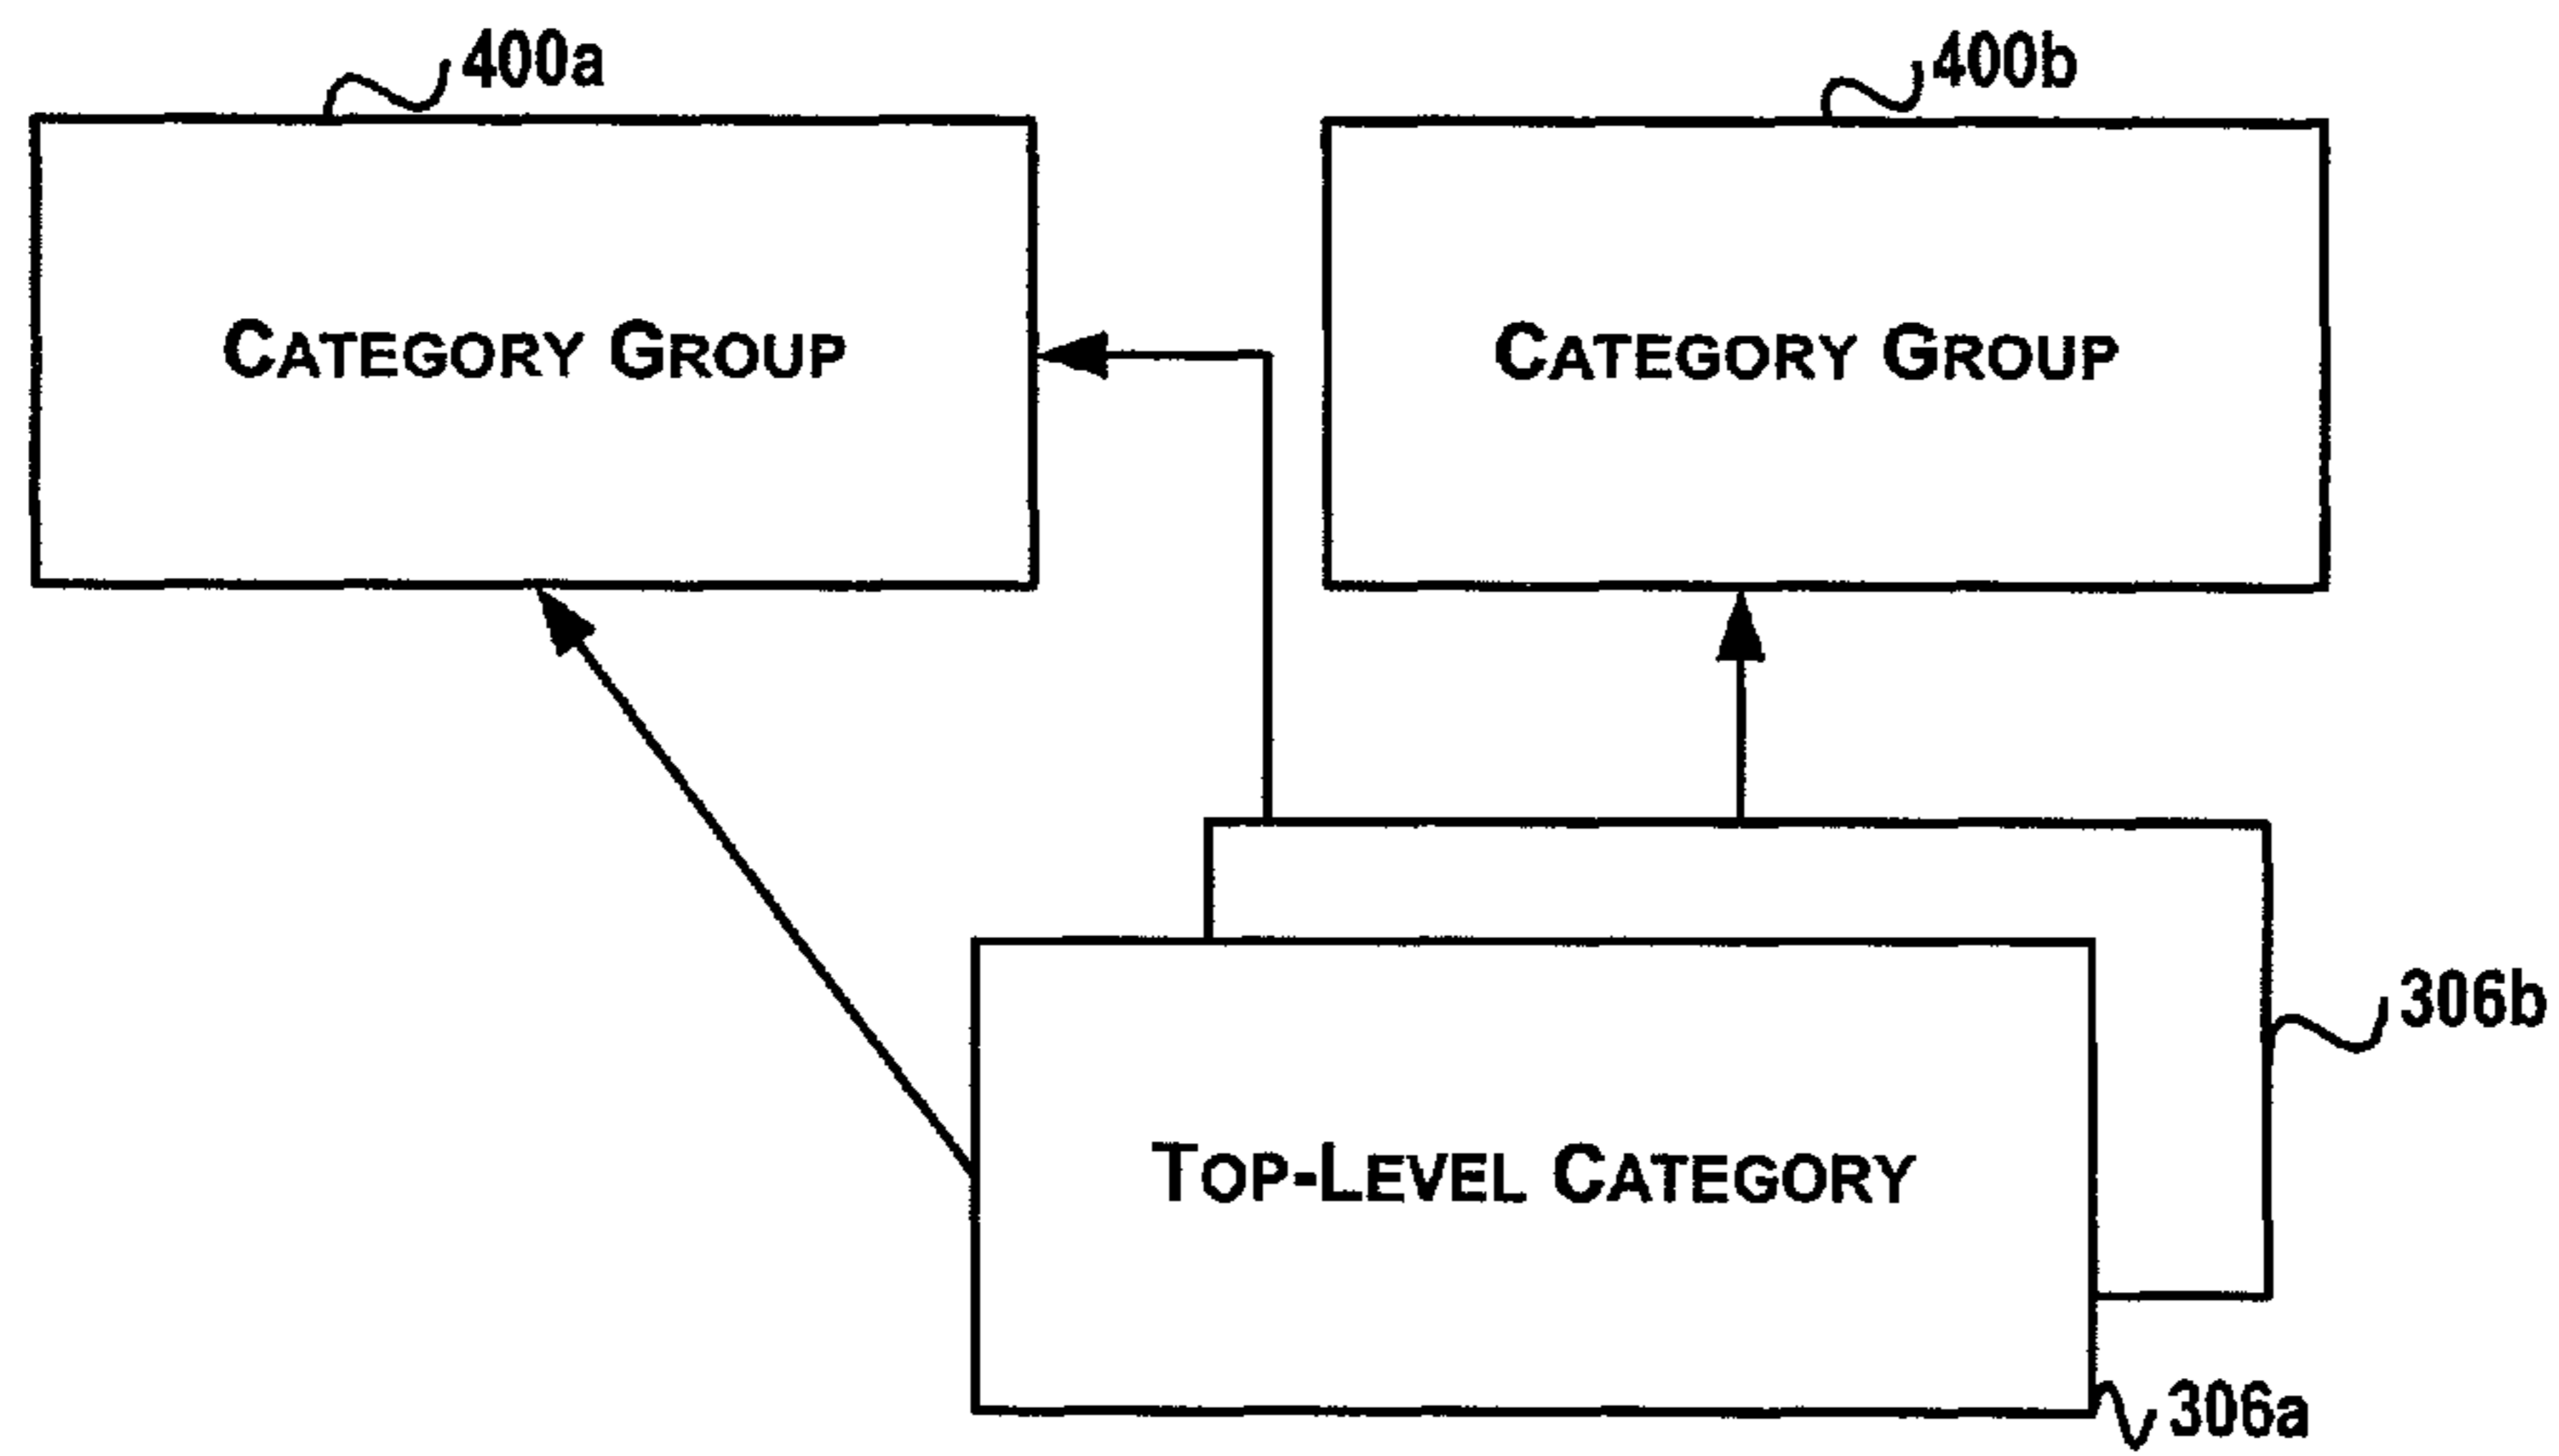 400a
400b
CATEGORY GROUP
CATEGORY GROUP
306b
TOP-LEVEL CATEGORY
306a